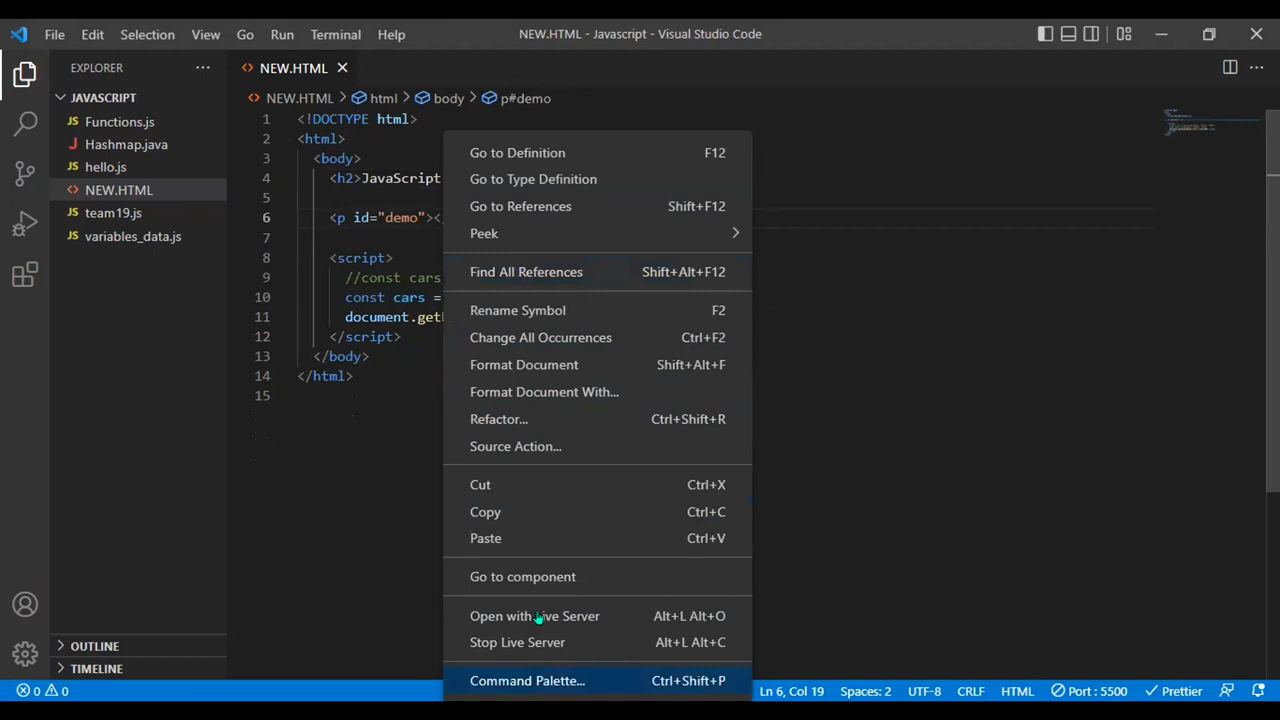 File Edit Selection View Go Run Terminal Help NEW.HTML - Javascript - Visual Studio Code
EXPLORER
JAVASCRIPT
Functions.js
Hashmap.java
hello.js
NEW.HTML
team19.js
variables_data.js
OUTLINE
TIMELINE
NEW.HTML
NEW.HTML html body p#demo
1 <!DOCTYPE html>
2 <html>
3 <body>
4 <h2>JavaScript
5
6 <p id="demo"><
7
8 <script>
9 //const cars
10 const cars =
11 document.get
12 </script>
13 </body>
14 </html>
15
Go to Definition F12
Go to Type Definition
Go to References Shift+F12
Peek
Find All References Shift+Alt+F12
Rename Symbol F2
Change All Occurrences Ctrl+F2
Format Document Shift+Alt+F
Format Document With...
Refactor... Ctrl+Shift+R
Source Action...
Cut Ctrl+X
Copy Ctrl+C
Paste Ctrl+V
Go to component
Open with Live Server Alt+L Alt+O
Stop Live Server Alt+L Alt+C
Command Palette... Ctrl+Shift+P
0 0 Ln 6, Col 19 Spaces: 2 UTF-8 CRLF HTML Port : 5500 Prettier